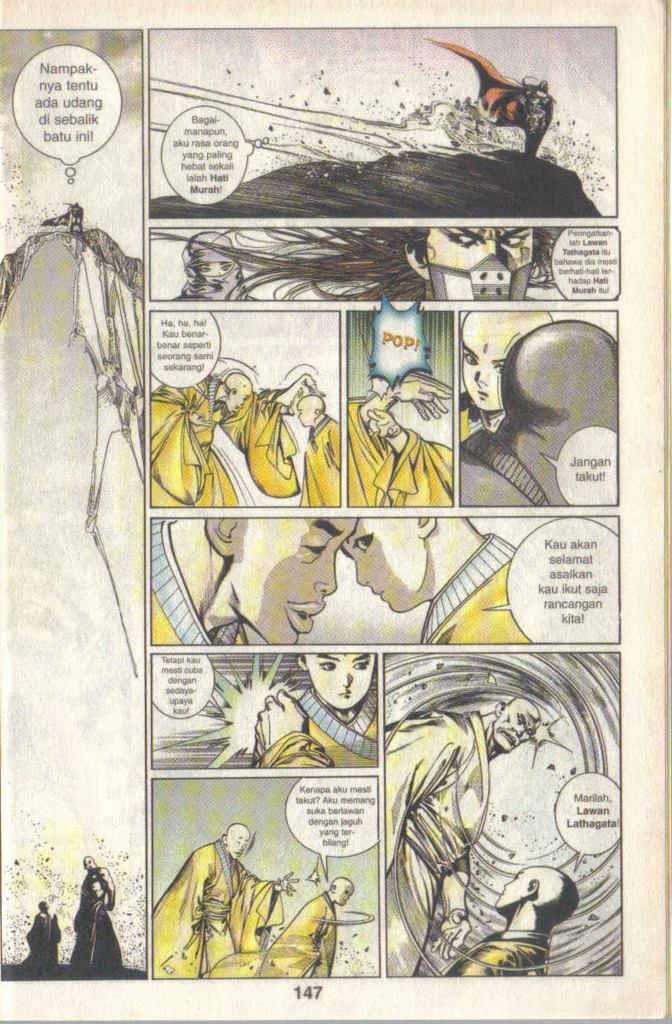 Nampak-
nya tentu
ada udang
di sebalik
batu ini!
Bagai-
manapun,
aku rasa orang
yang paling
hebat sekali
ialah Hati
Murah!
Peringatkan-
lah Lawan
Tathagata itu
bahawa dia mesti
berhati-hati ter-
hadap Hati
Murah itu!
Ha, ha, ha!
Kau benar-
benar seperti
seorang sami
sekarang!
POP!
Jangan
takut!
Kau akan
selamat
asalkan
kau ikut saja
rancangan
kita!
Tetapi kau
mesti cuba
dengan
sedaya-
upaya
kau!
Kenapa aku mesti
takut? Aku memang
suka berlawan
dengan jaguh
yang ter-
bilang!
Marilah,
Lawan
Lathagata!
147